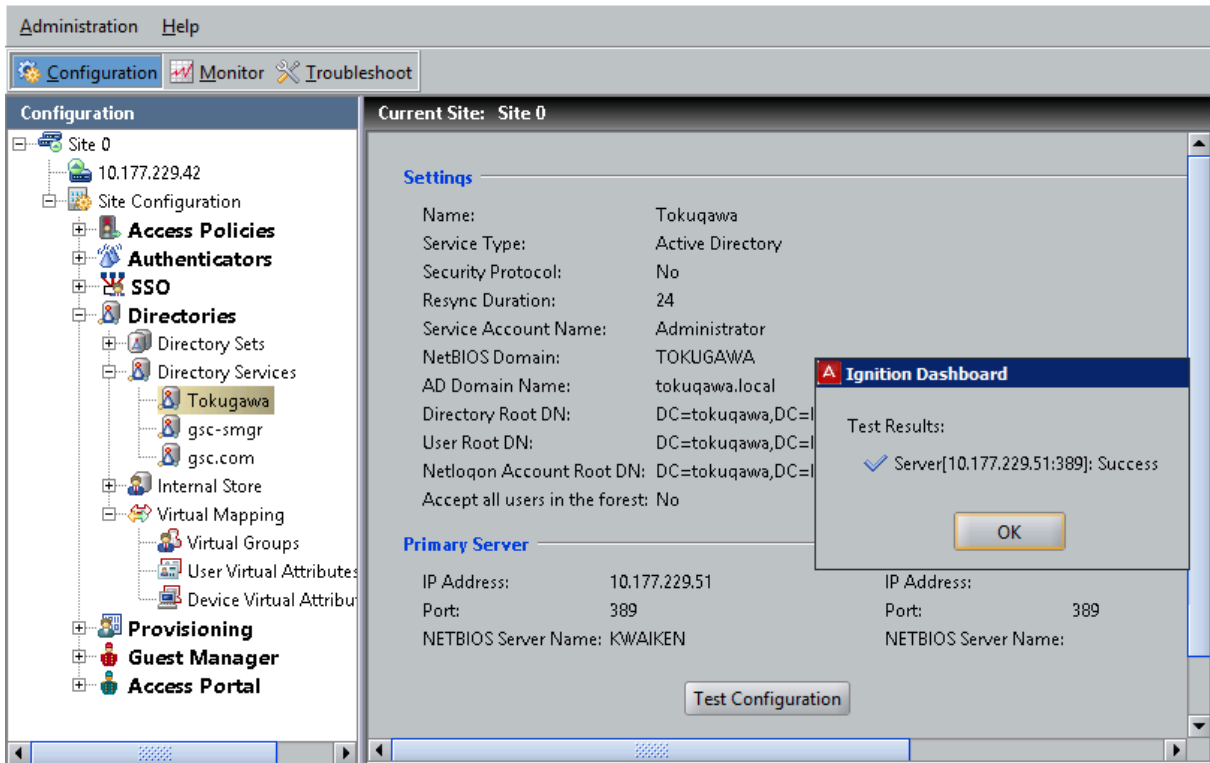 Administration Help
Configuration Monitor Troubleshoot
Configuration
Site 0
10.177.229.42
Site Configuration
Access Policies
Authenticators
SSO
Directories
Directory Sets
Directory Services
Tokugawa
gsc-smgr
gsc.com
Internal Store
Virtual Mapping
Virtual Groups
User Virtual Attributes
Device Virtual Attribu
Provisioning
Guest Manager
Access Portal
Current Site: Site 0
Settings
Name: Tokugawa
Service Type: Active Directory
Security Protocol: No
Resync Duration: 24
Service Account Name: Administrator
NetBIOS Domain: TOKUGAWA
AD Domain Name: tokugawa.local
Directory Root DN: DC=tokugawa,DC=l
User Root DN: DC=tokugawa,DC=l
Netlogon Account Root DN: DC=tokugawa,DC=l
Accept all users in the forest: No
Primary Server
IP Address: 10.177.229.51 IP Address:
Port: 389 Port: 389
NETBIOS Server Name: KWAIKEN NETBIOS Server Name:
Test Configuration
A Ignition Dashboard
Test Results:
Server[10.177.229.51:389]: Success
OK